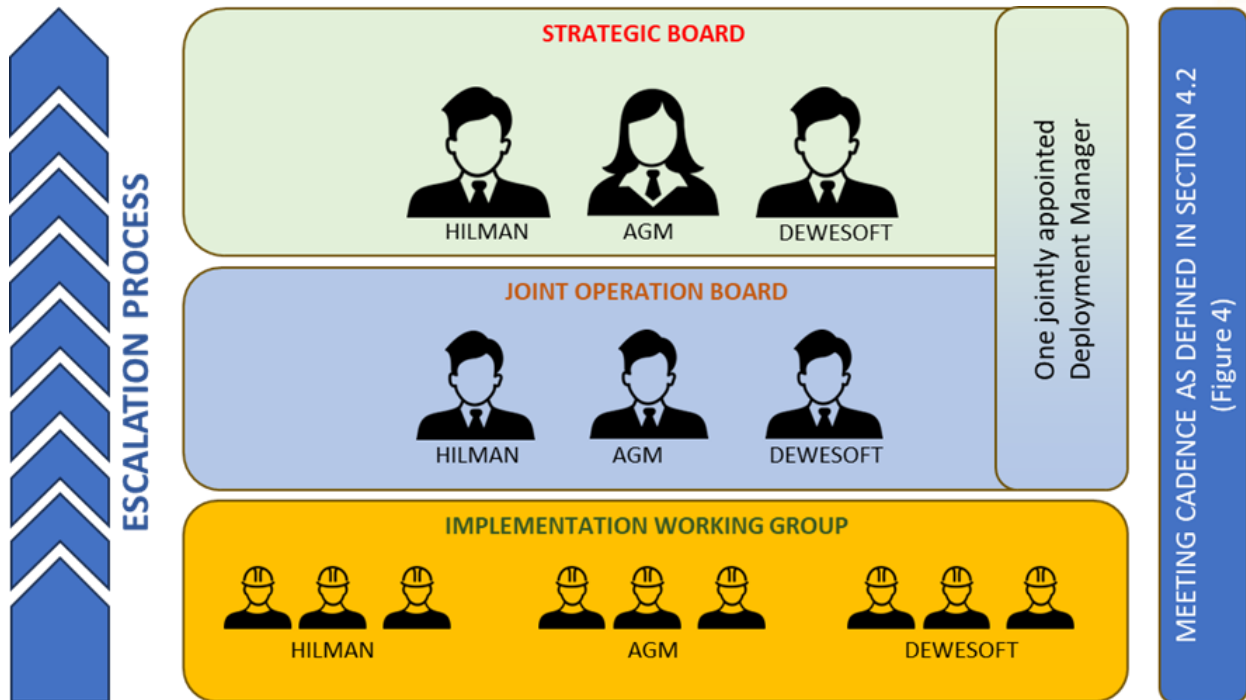 ESCALATION PROCESS
STRATEGIC BOARD
HILMAN
AGM
DEWESOFT
JOINT OPERATION BOARD
HILMAN
AGM
DEWESOFT
One jointly appointed
Deployment Manager
IMPLEMENTATION WORKING GROUP
HILMAN
AGM
DEWESOFT
MEETING CADENCE AS DEFINED IN SECTION 4.2
(Figure 4)